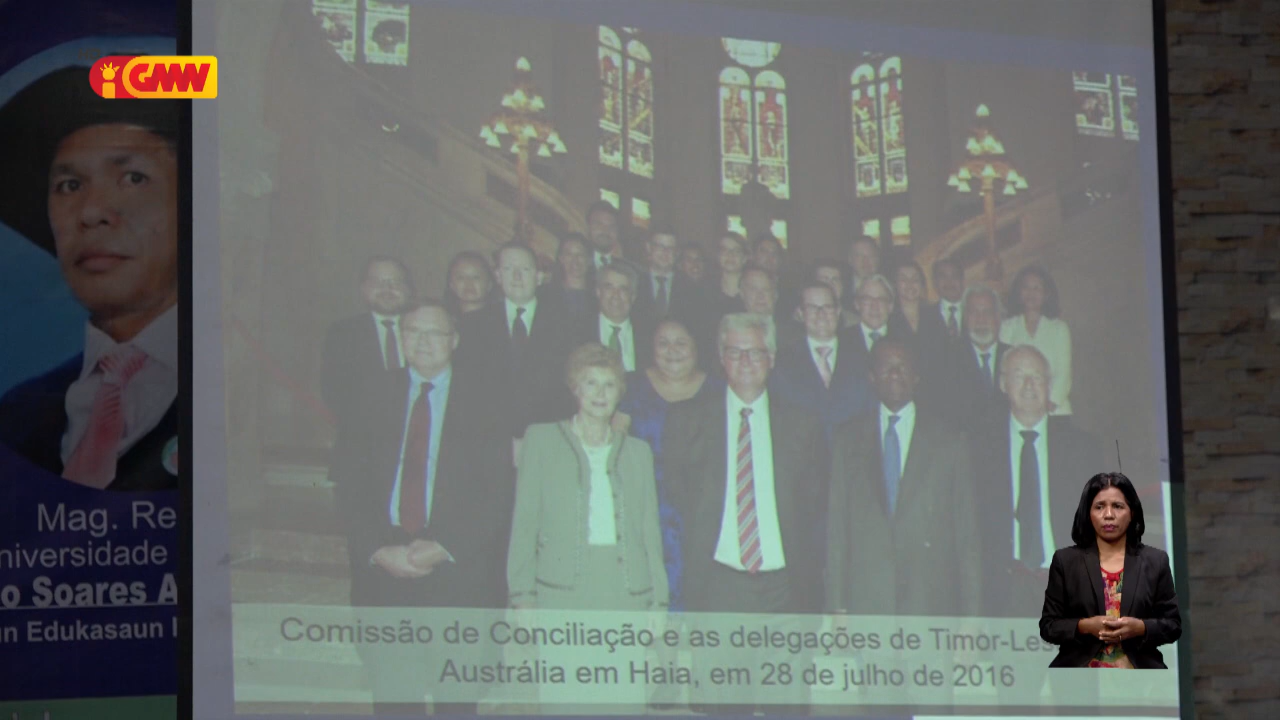 GMW
Mag. Re
niversidade
o Soares A
un Edukasaun
Comissão de Conciliação e as delegações de Timor-Les
Austrália em Haia, em 28 de julho de 2016